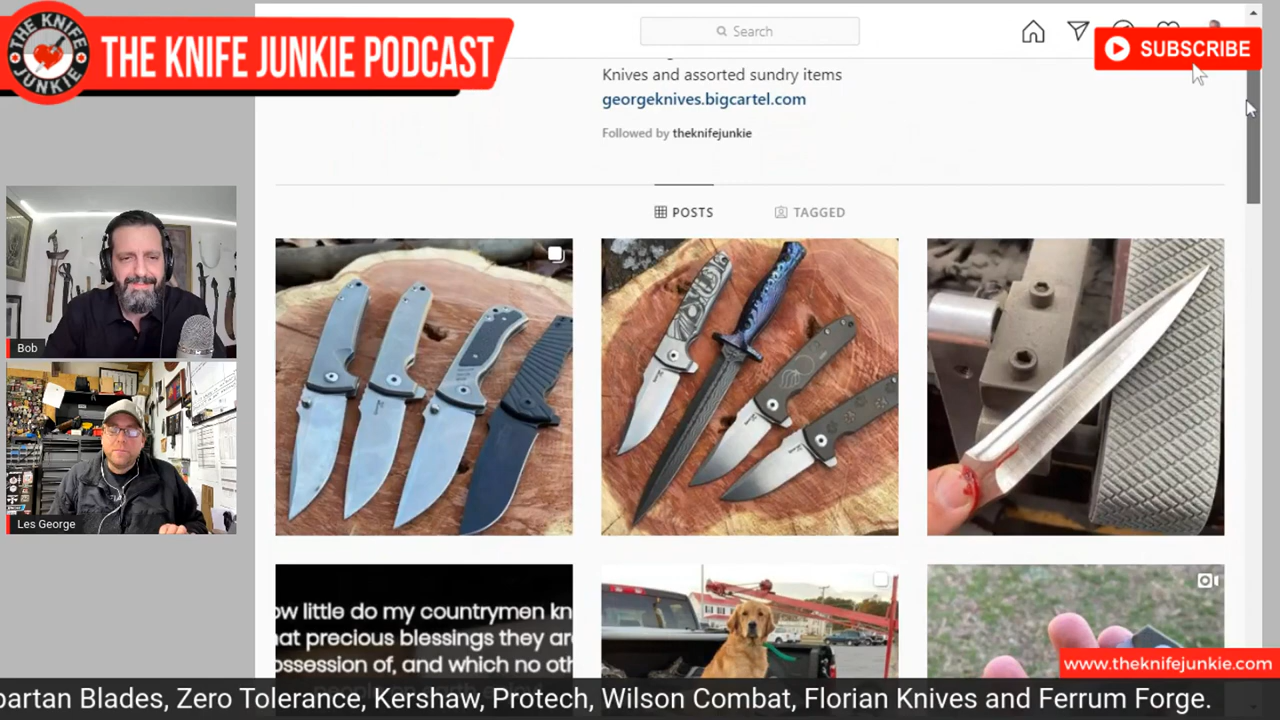 THE KNIFE JUNKIE
THE KNIFE JUNKIE PODCAST
Search
SUBSCRIBE
Knives and assorted sundry items
georgeknives.bigcartel.com
Followed by theknifejunkie
POSTS
TAGGED
Bob
Les George
ow little do my countrymen kn
at precious blessings they are
ossession of, and which no oth
www.theknifejunkie.com
partan Blades, Zero Tolerance, Kershaw, Protech, Wilson Combat, Florian Knives and Ferrum Forge.